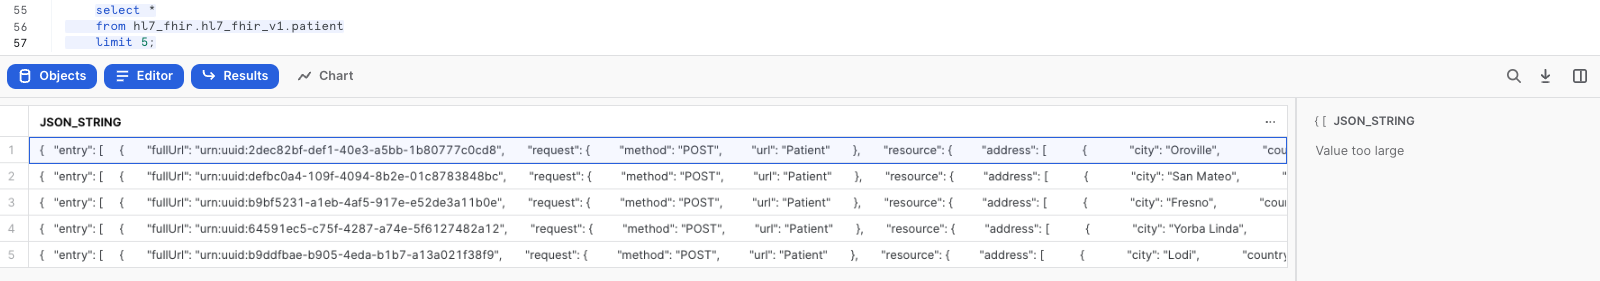 55 select *
56 from hl7_fhir.hl7_fhir_v1.patient
57 limit 5;
Objects Editor Results Chart
JSON_STRING ...
1 { "entry": [ { "fullUrl": "urn:uuid:2dec82bf-def1-40e3-a5bb-1b80777c0cd8", "request": { "method": "POST", "url": "Patient" }, "resource": { "address": [ { "city": "Oroville", "cou
2 { "entry": [ { "fullUrl": "urn:uuid:defbc0a4-109f-4094-8b2e-01c8783848bc", "request": { "method": "POST", "url": "Patient" }, "resource": { "address": [ { "city": "San Mateo", "
3 { "entry": [ { "fullUrl": "urn:uuid:b9bf5231-a1eb-4af5-917e-e52de3a11b0e", "request": { "method": "POST", "url": "Patient" }, "resource": { "address": [ { "city": "Fresno", "cou
4 { "entry": [ { "fullUrl": "urn:uuid:64591ec5-c75f-4287-a74e-5f6127482a12", "request": { "method": "POST", "url": "Patient" }, "resource": { "address": [ { "city": "Yorba Linda",
5 { "entry": [ { "fullUrl": "urn:uuid:b9ddfbae-b905-4eda-b1b7-a13a021f38f9", "request": { "method": "POST", "url": "Patient" }, "resource": { "address": [ { "city": "Lodi", "country
{ [ JSON_STRING
Value too large